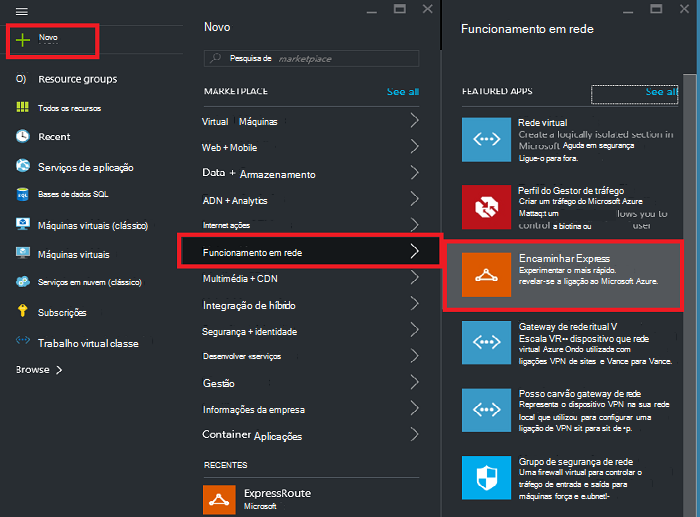 Novo
Resource groups
Todos os recursos
Recent
Serviços de aplicação
Bases de dados SQL
Máquinas virtuais (clássico)
Máquinas virtuais
Serviços em nuvem (clássico)
Subscrições
Trabalho virtual classe
Browse
Novo
Pesquisa de marketplace
MARKETPLACE See all
Virtual Máquinas
Web + Mobile
Data + Armazenamento
ADN + Analytics
Internet ações
Funcionamento em rede
Multimédia + CDN
Integração de híbrido
Segurança + identidade
Desenvolver +serviços
Gestão
Informações da empresa
Container Aplicações
RECENTES
ExpressRoute
Microsoft
Funcionamento em rede
FEATURED APPS See all
Rede virtual
Create a logically isolated section in
Microsoft Aguda em segurança
Ligue-o para fora.
Perfil do Gestor de tráfego
Criar um tráfego do Microsoft Azure
Mattaq:t um llows you to
control a biotina ou user
Encaminhar Express
Experimentar o mais rápido.
revelar-se a ligação ao Microsoft Azure.
Gateway de rede ritual V
Escala VR-- dispositivo que rede
virtual Azure Ondo utilizada com
ligações VPN de sites e Vance para Vance.
Posso carvão gateway de rede
Representa o dispositivo VPN na sua rede
local que utilizou para configurar uma
ligação de VPN sit para sit de -p.
Grupo de segurança de rede
Uma firewall virtual para controlar o
tráfego de entrada e saída para
máquinas força e e.ubnet!-